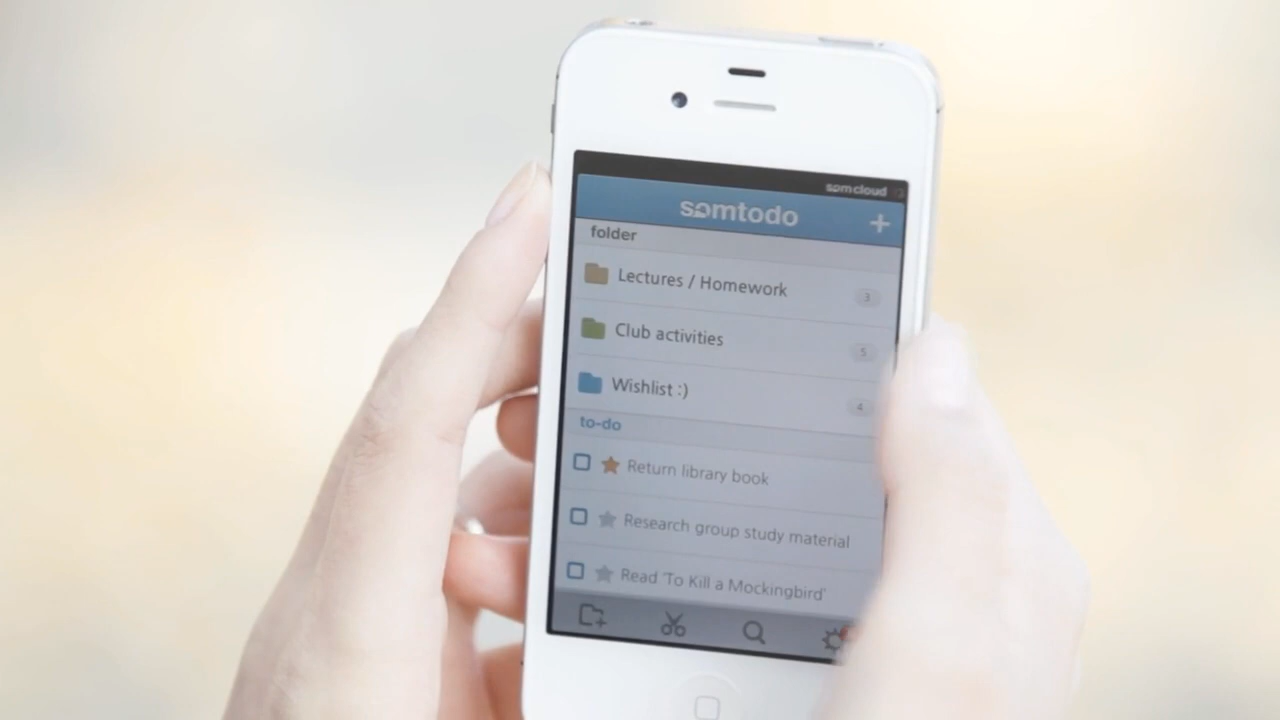 somcloud
somtodo +
folder
Lectures / Homework 3
Club activities 5
Wishlist :) 4
to-do
Return library book
Research group study material
Read 'To Kill a Mockingbird'